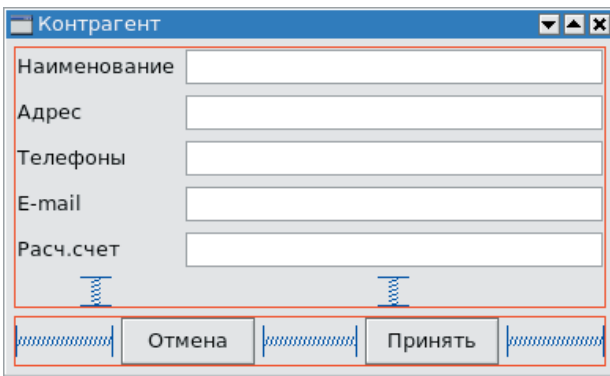 Контрагент
Наименование
Адрес
Телефоны
E-mail
Расч.счет
Отмена Принять